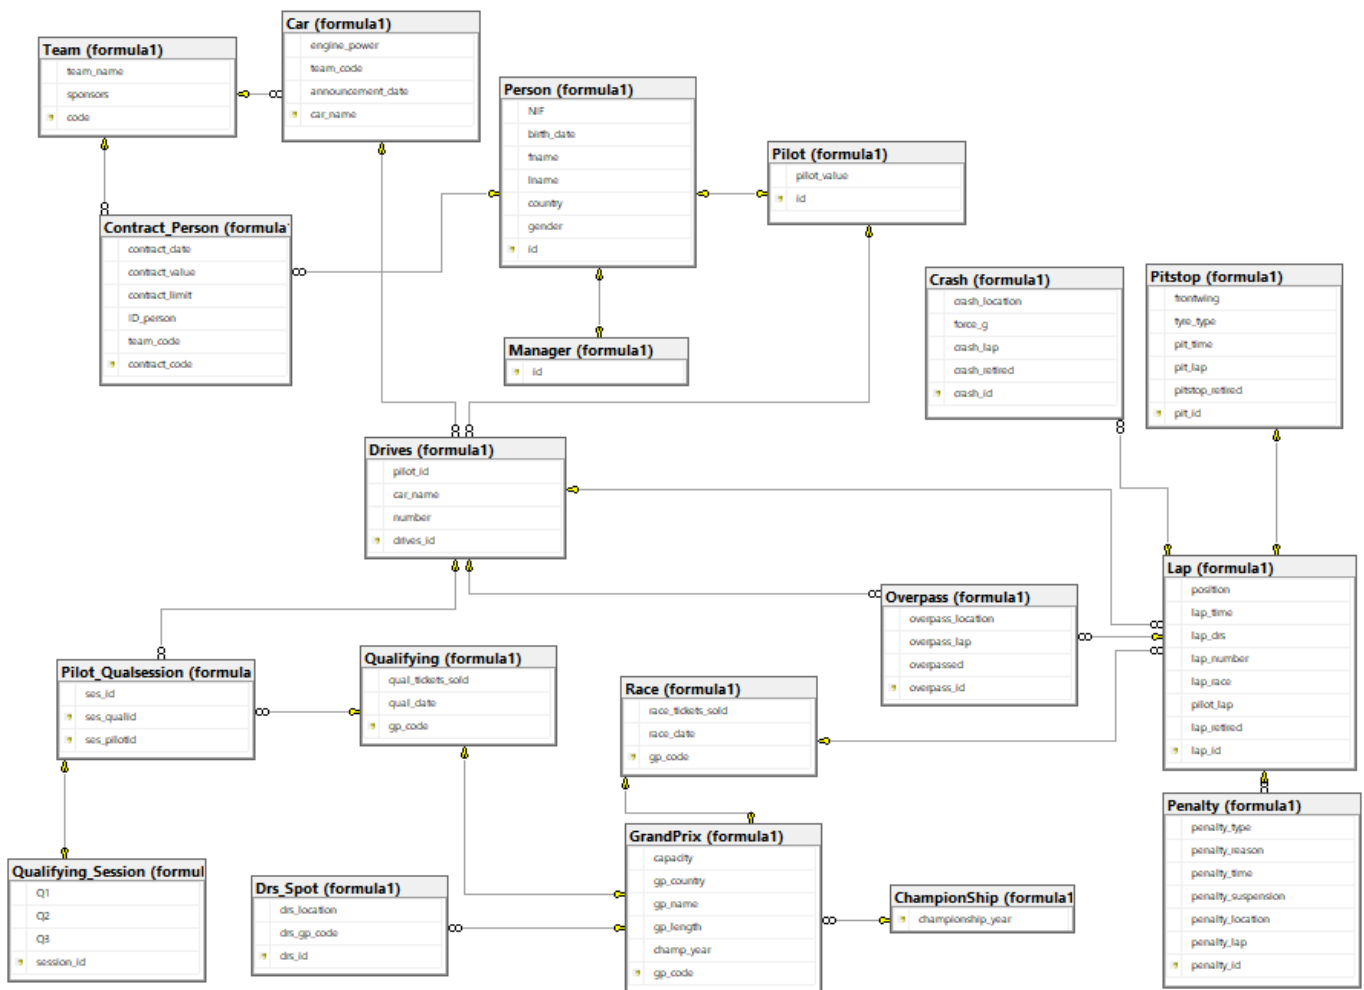 Team (formula1)
team_name
sponsors
code
Car (formula1)
engine_power
team_code
announcement_date
car_name
Person (formula1)
NIF
birth_date
fname
lname
country
gender
id
Pilot (formula1)
pilot_value
id
Contract_Person (formula1
contract_date
contract_value
contract_limit
ID_person
team_code
contract_code
Manager (formula1)
id
Crash (formula1)
crash_location
force_g
crash_lap
crash_retired
crash_id
Pitstop (formula1)
frontwing
tyre_type
pit_time
pit_lap
pitstop_retired
pit_id
Drives (formula1)
pilot_id
car_name
number
drives_id
Lap (formula1)
position
lap_time
lap_drs
lap_number
lap_race
pilot_lap
lap_retired
lap_id
Overpass (formula1)
overpass_location
overpass_lap
overpassed
overpass_id
Pilot_Qualsession (formula
ses_id
ses_qualid
ses_pilotid
Qualifying (formula1)
qual_tickets_sold
qual_date
gp_code
Race (formula1)
race_tickets_sold
race_date
gp_code
Penalty (formula1)
penalty_type
penalty_reason
penalty_time
penalty_suspension
penalty_location
penalty_lap
penalty_id
GrandPrix (formula1)
capacity
gp_country
gp_name
gp_length
champ_year
gp_code
Qualifying_Session (formul
Q1
Q2
Q3
session_id
Drs_Spot (formula1)
drs_location
drs_gp_code
drs_id
ChampionShip (formula1
championship_year